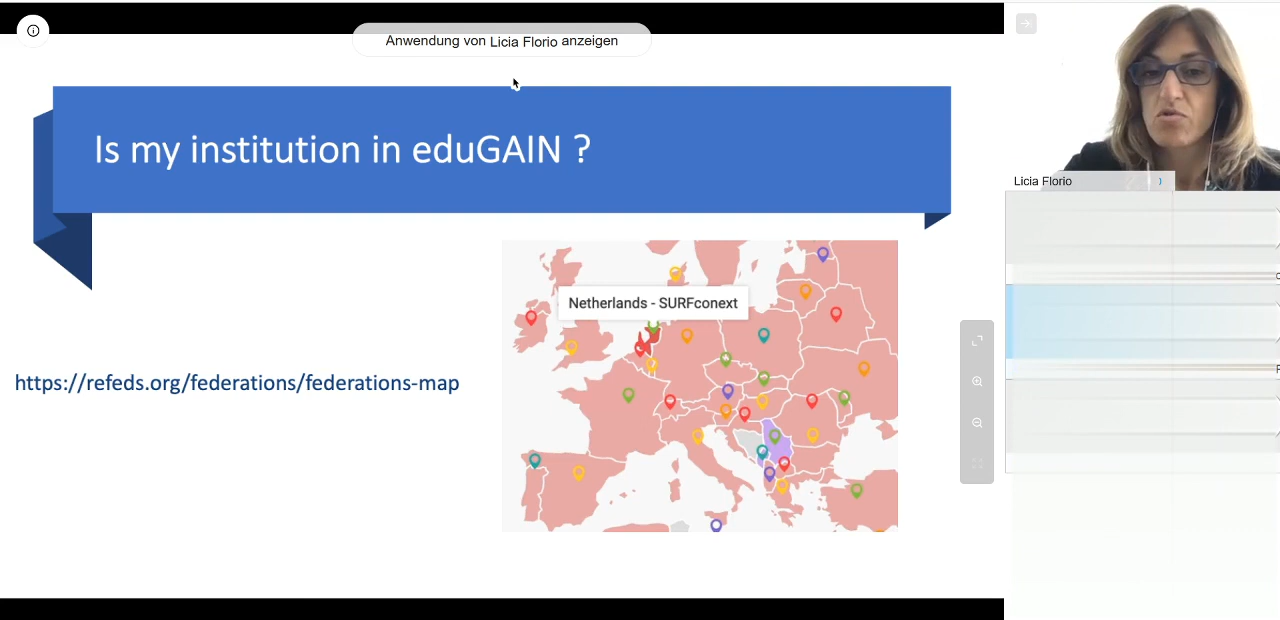 Anwendung von Licia Florio anzeigen
Is my institution in eduGAIN ?
Netherlands - SURFconext
https://refeds.org/federations/federations-map
Licia Florio